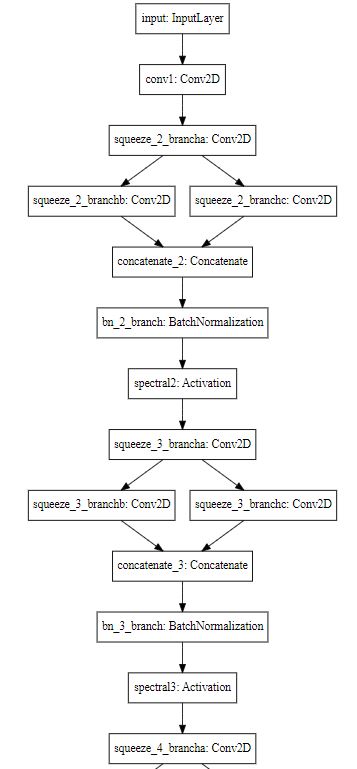 input: InputLayer
conv1: Conv2D
squeeze_2_brancha: Conv2D
squeeze_2_branchb: Conv2D
squeeze_2_branchc: Conv2D
concatenate_2: Concatenate
bn_2_branch: BatchNormalization
spectral2: Activation
squeeze_3_brancha: Conv2D
squeeze_3_branchb: Conv2D
squeeze_3_branchc: Conv2D
concatenate_3: Concatenate
bn_3_branch: BatchNormalization
spectral3: Activation
squeeze_4_brancha: Conv2D